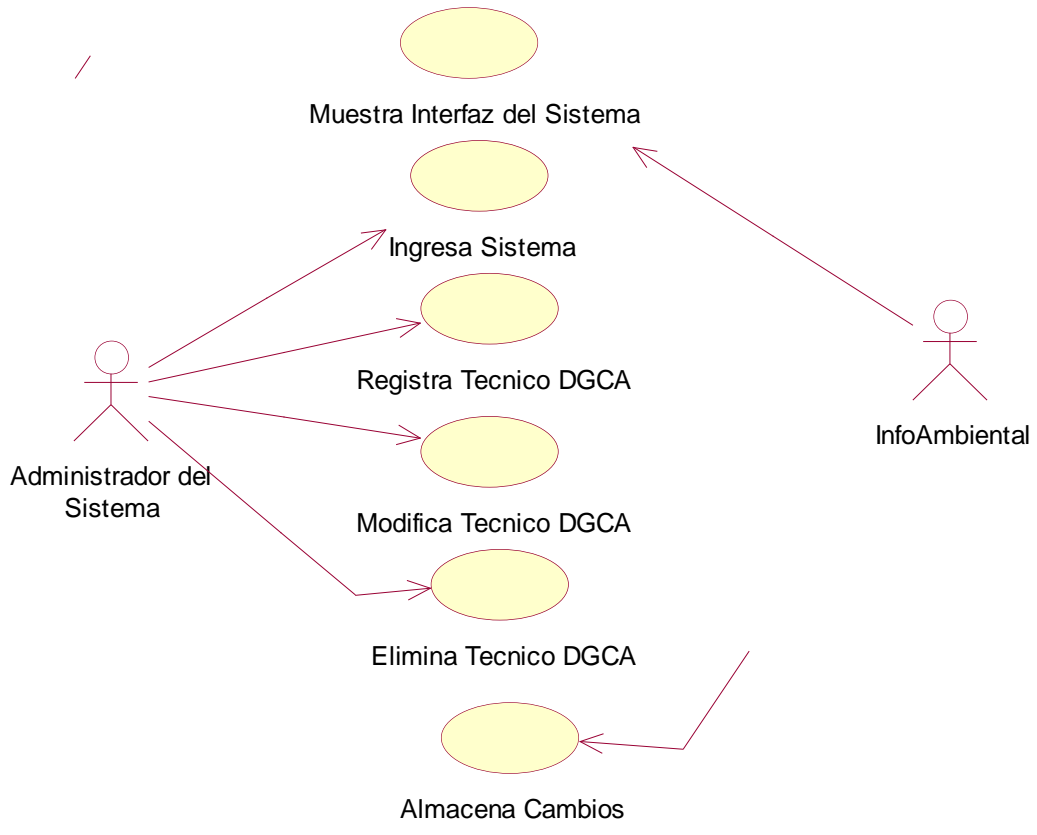 Muestra Interfaz del Sistema
Ingresa Sistema
Registra Tecnico DGCA
InfoAmbiental
Administrador del
Sistema
Modifica Tecnico DGCA
Elimina Tecnico DGCA
Almacena Cambios